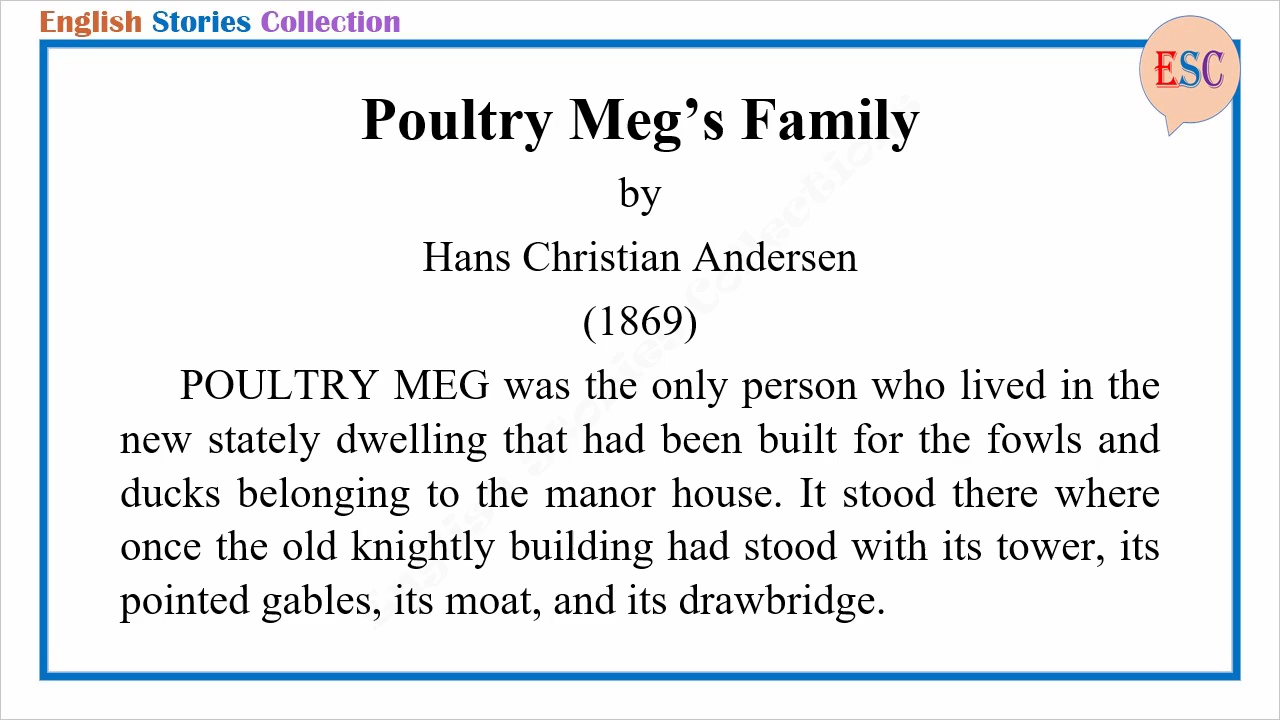 English Stories Collection
ESC
Poultry Meg’s Family
by
Hans Christian Andersen
(1869)
POULTRY MEG was the only person who lived in the
new stately dwelling that had been built for the fowls and
ducks belonging to the manor house. It stood there where
once the old knightly building had stood with its tower, its
pointed gables, its moat, and its drawbridge.
English Stories Collections